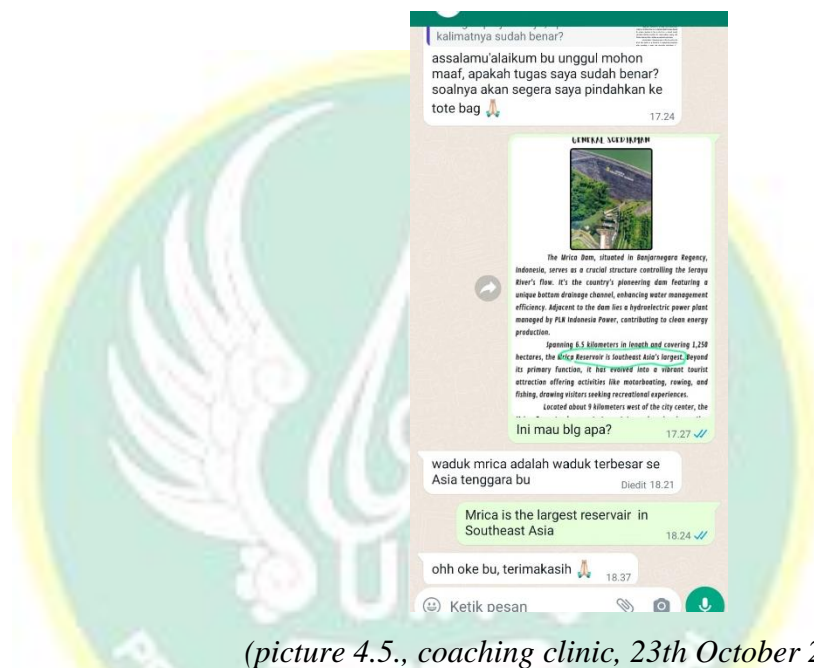 kalimatnya sudah benar?
assalamu'alaikum bu unggul mohon
maaf, apakah tugas saya sudah benar?
soalnya akan segera saya pindahkan ke
tote bag 🙏🏻
17.24
GENERAL SOEDIRMAN
The Mrica Dam, situated in Banjarnegara Regency,
Indonesia, serves as a crucial structure controlling the Serayu
River's flow. It's the country's pioneering dam featuring a
unique bottom drainage channel, enhancing water management
efficiency. Adjacent to the dam lies a hydroelectric power plant
managed by PLN Indonesia Power, contributing to clean energy
production.
Spanning 6.5 kilometers in length and covering 1,250
hectares, the Mrica Reservoir is Southeast Asia's largest. Beyond
its primary function, it has evolved into a vibrant tourist
attraction offering activities like motorboating, rowing, and
fishing, drawing visitors seeking recreational experiences.
Located about 9 kilometers west of the city center, the
Ini mau blg apa?
17.27
waduk mrica adalah waduk terbesar se
Asia tenggara bu
Diedit 18.21
Mrica is the largest reservair in
Southeast Asia
18.24
ohh oke bu, terimakasih 🙏🏻
18.37
Ketik pesan
(picture 4.5., coaching clinic, 23th October 2